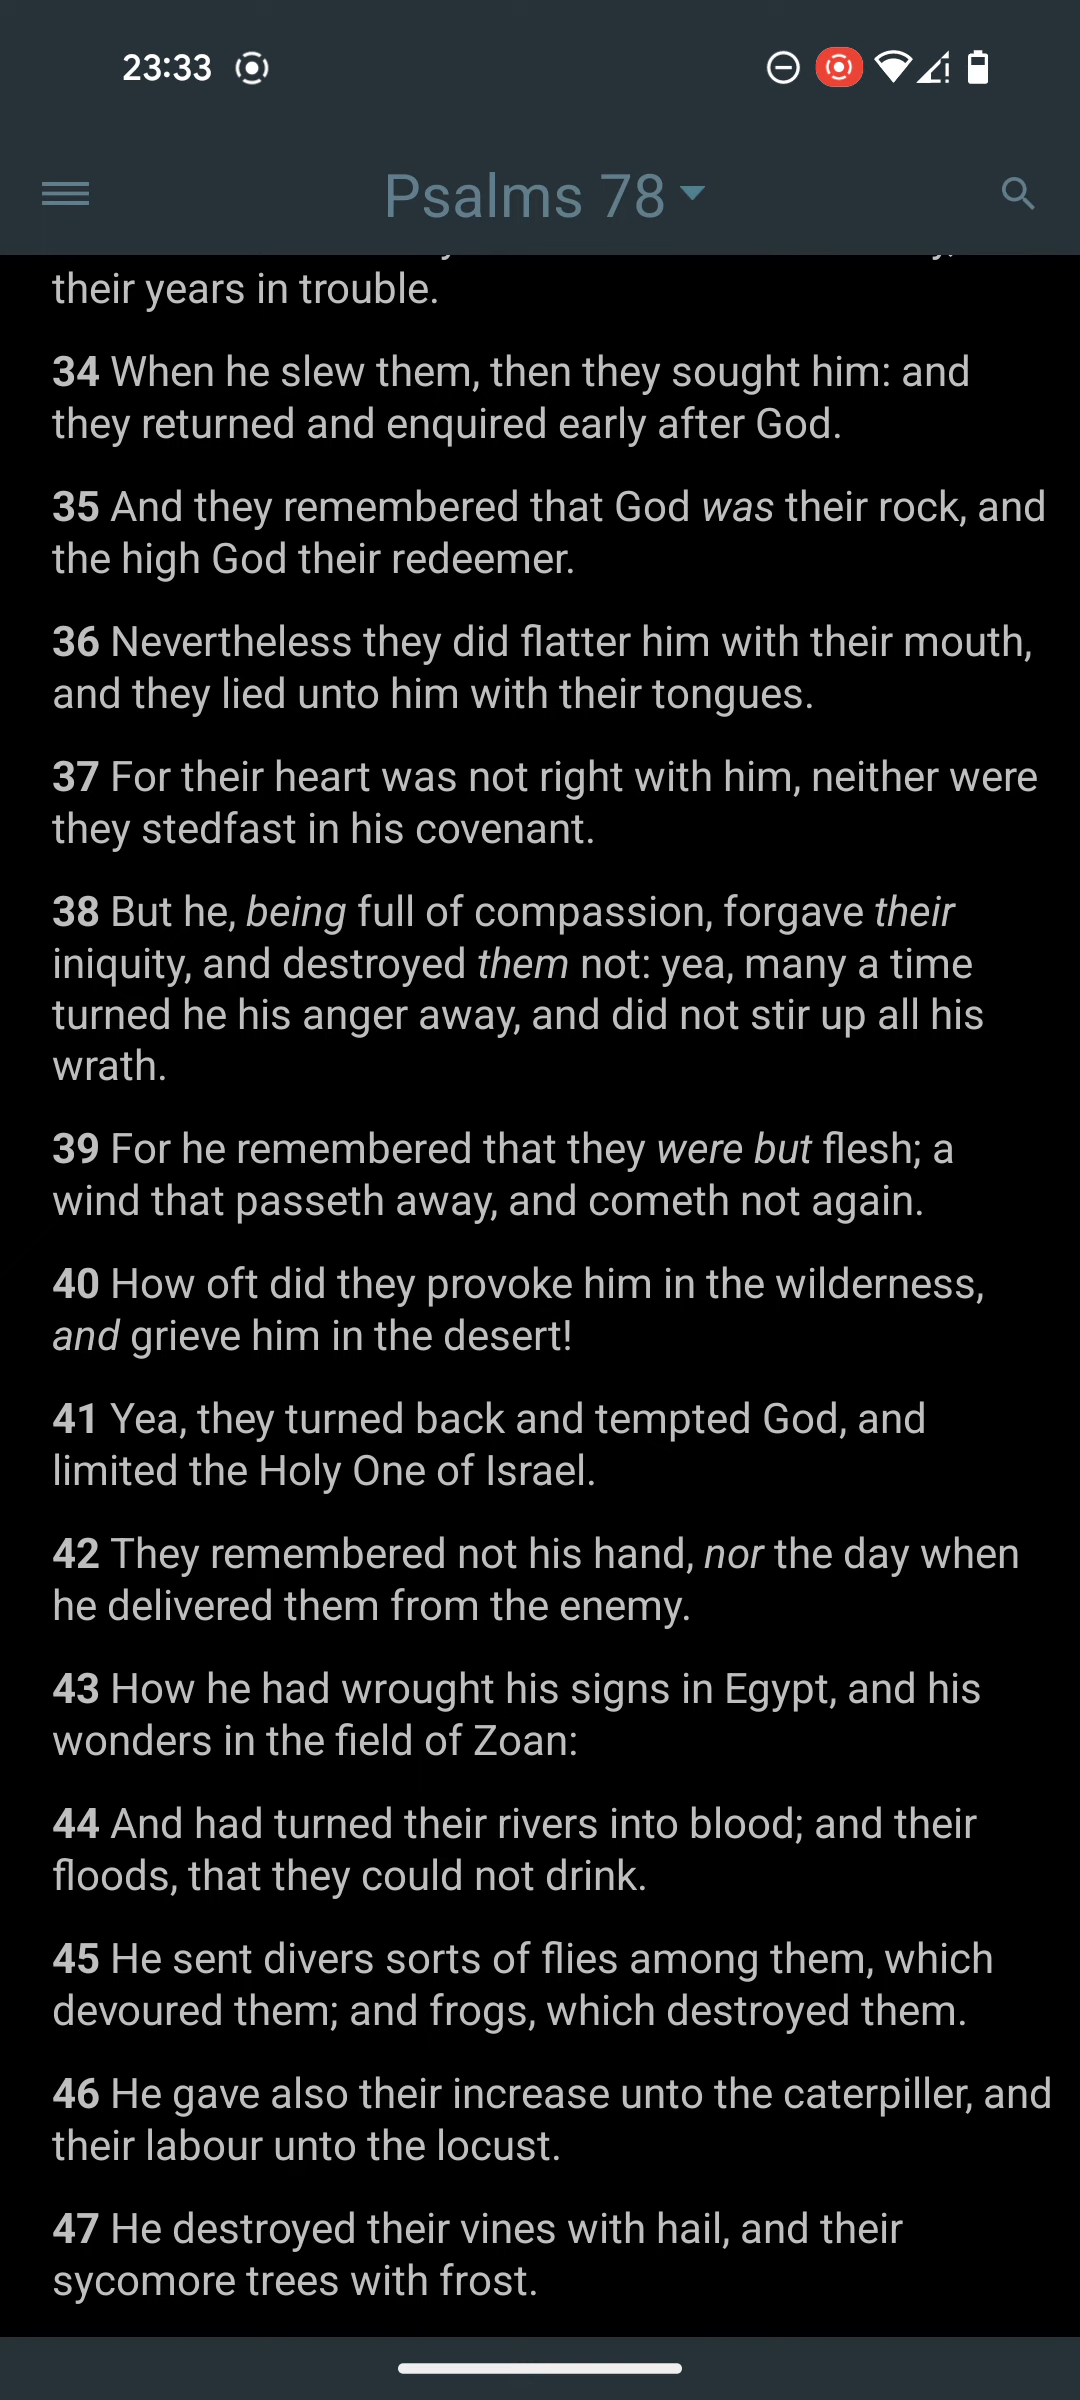 23:33
Psalms 78
their years in trouble.
34 When he slew them, then they sought him: and
they returned and enquired early after God.
35 And they remembered that God was their rock, and
the high God their redeemer.
36 Nevertheless they did flatter him with their mouth,
and they lied unto him with their tongues.
37 For their heart was not right with him, neither were
they stedfast in his covenant.
38 But he, being full of compassion, forgave their
iniquity, and destroyed them not: yea, many a time
turned he his anger away, and did not stir up all his
wrath.
39 For he remembered that they were but flesh; a
wind that passeth away, and cometh not again.
40 How oft did they provoke him in the wilderness,
and grieve him in the desert!
41 Yea, they turned back and tempted God, and
limited the Holy One of Israel.
42 They remembered not his hand, nor the day when
he delivered them from the enemy.
43 How he had wrought his signs in Egypt, and his
wonders in the field of Zoan:
44 And had turned their rivers into blood; and their
floods, that they could not drink.
45 He sent divers sorts of flies among them, which
devoured them; and frogs, which destroyed them.
46 He gave also their increase unto the caterpiller, and
their labour unto the locust.
47 He destroyed their vines with hail, and their
sycomore trees with frost.